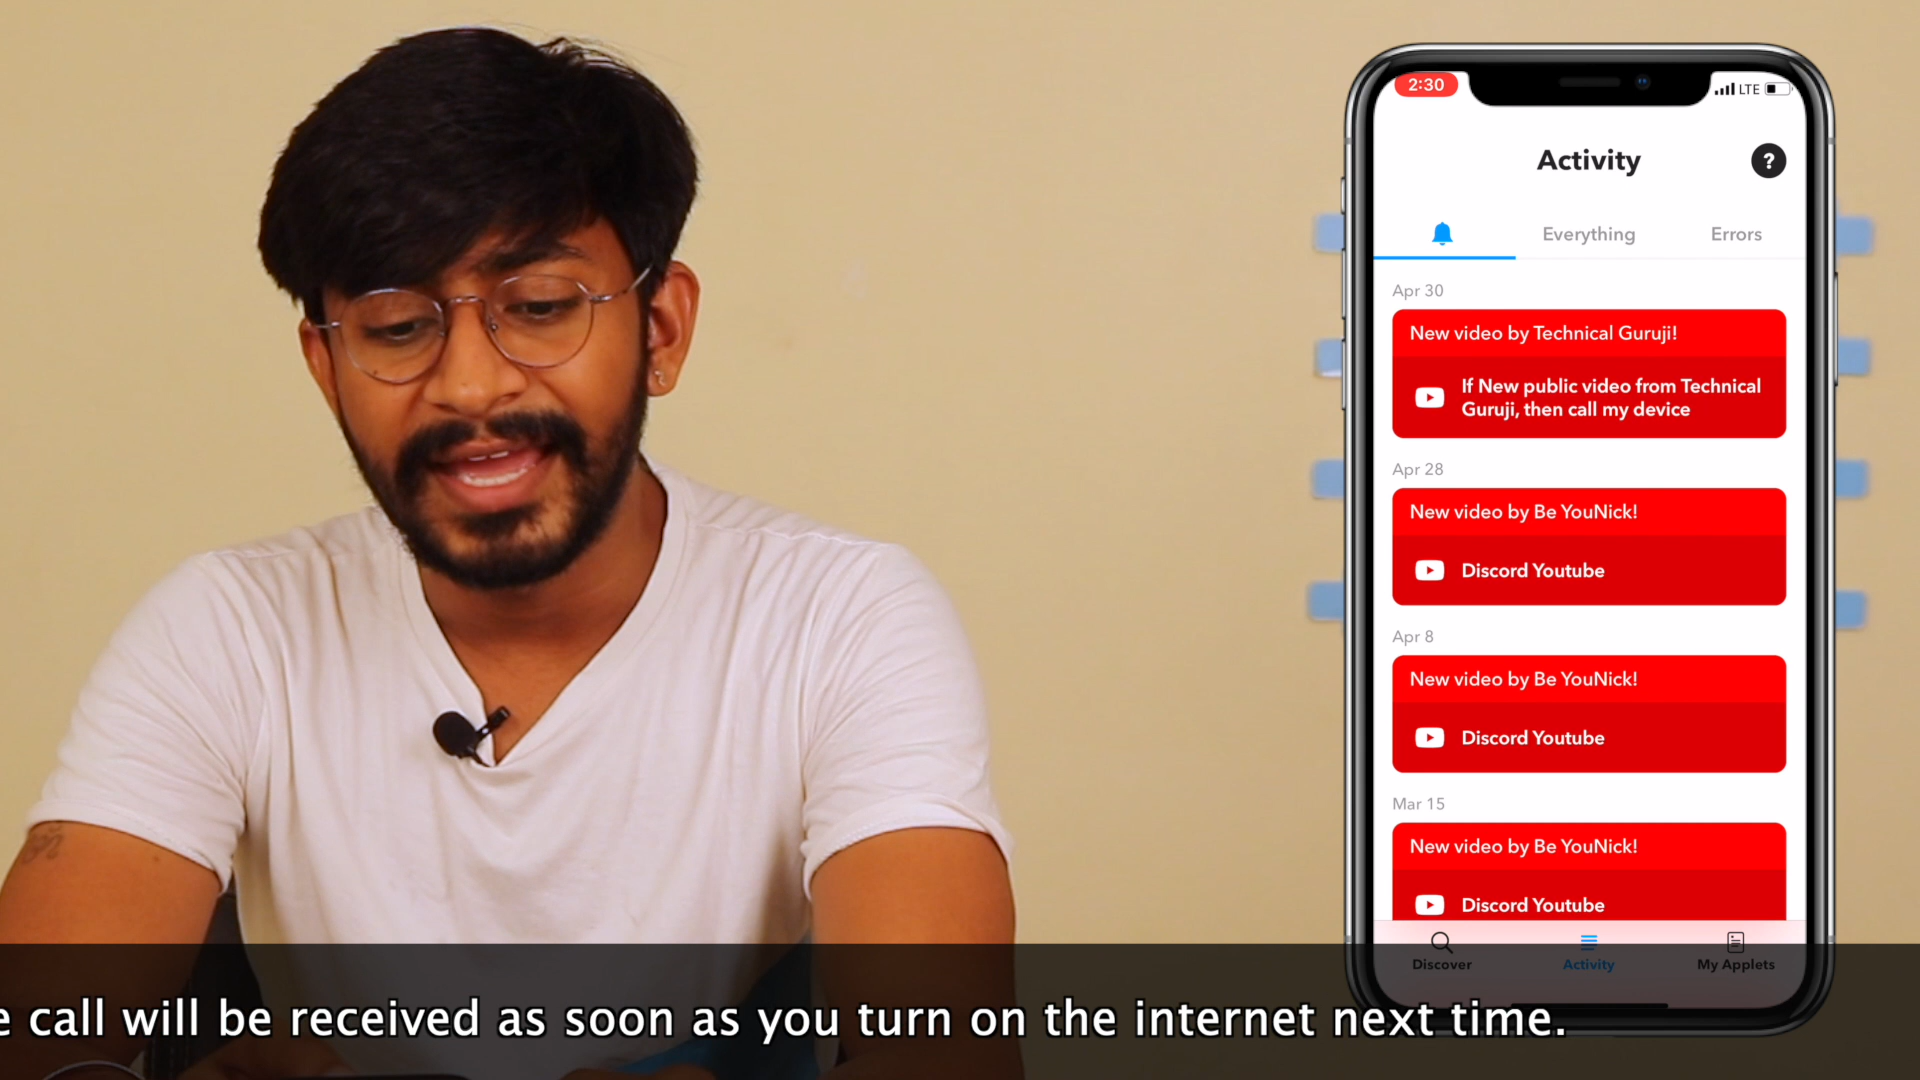 2:30
LTE
Activity
?
Everything
Errors
Apr 30
New video by Technical Guruji!
If New public video from Technical
Guruji, then call my device
Apr 28
New video by Be YouNick!
Discord Youtube
Apr 8
New video by Be YouNick!
Discord Youtube
Mar 15
New video by Be YouNick!
Discord Youtube
Discover
Activity
My Applets
call will be received as soon as you turn on the internet next time.